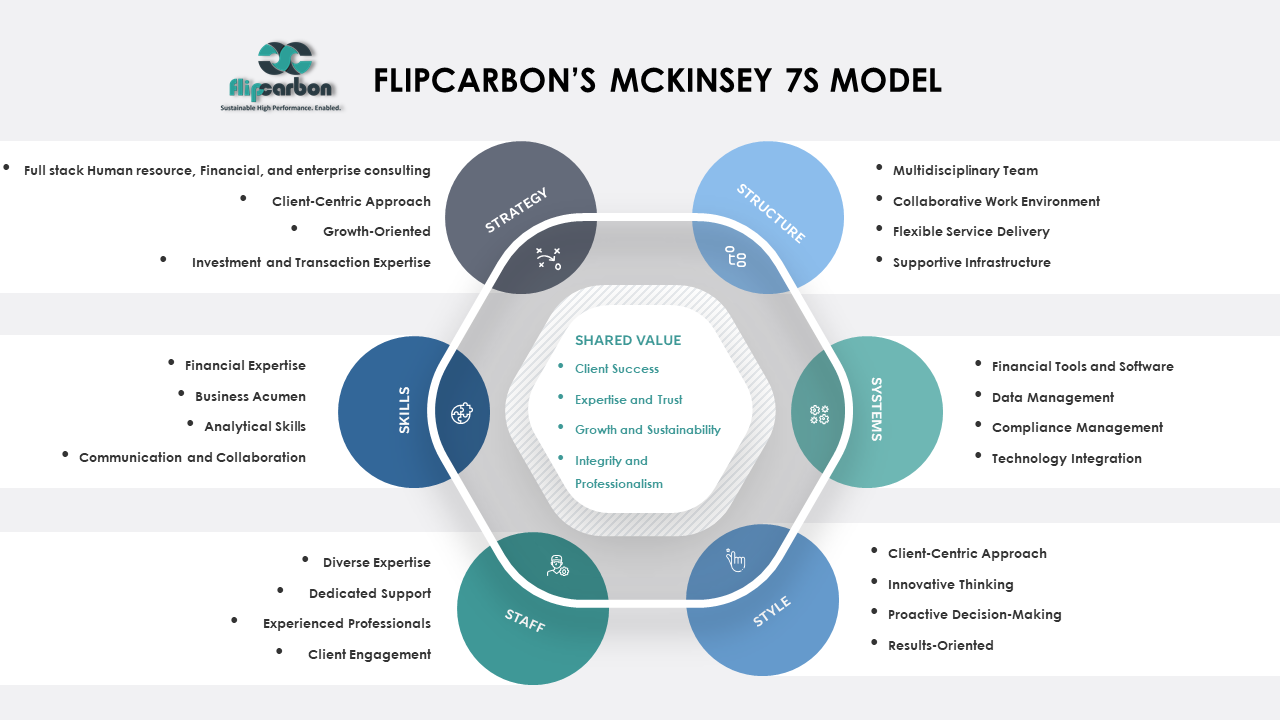 flipcarbon
Sustainable High Performance. Enabled.
FLIPCARBON’S MCKINSEY 7S MODEL
STRATEGY
• Full stack Human resource, Financial, and enterprise consulting
• Client-Centric Approach
• Growth-Oriented
• Investment and Transaction Expertise
STRUCTURE
• Multidisciplinary Team
• Collaborative Work Environment
• Flexible Service Delivery
• Supportive Infrastructure
SKILLS
• Financial Expertise
• Business Acumen
• Analytical Skills
• Communication and Collaboration
SHARED VALUE
• Client Success
• Expertise and Trust
• Growth and Sustainability
• Integrity and
Professionalism
SYSTEMS
• Financial Tools and Software
• Data Management
• Compliance Management
• Technology Integration
STAFF
• Diverse Expertise
• Dedicated Support
• Experienced Professionals
• Client Engagement
STYLE
• Client-Centric Approach
• Innovative Thinking
• Proactive Decision-Making
• Results-Oriented